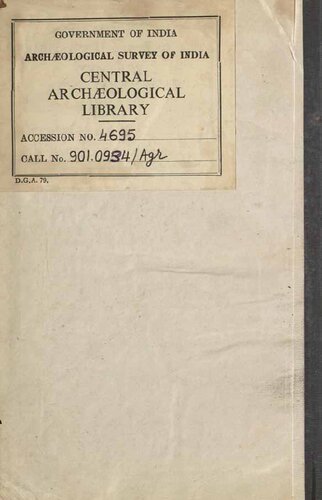 GOVERNMENT OF INDIA
ARCHÆOLOGICAL SURVEY OF INDIA
CENTRAL
ARCHÆOLOGICAL
LIBRARY
ACCESSION NO. 4695
CALL No. 901.0934/Agr
D.G.A. 79.